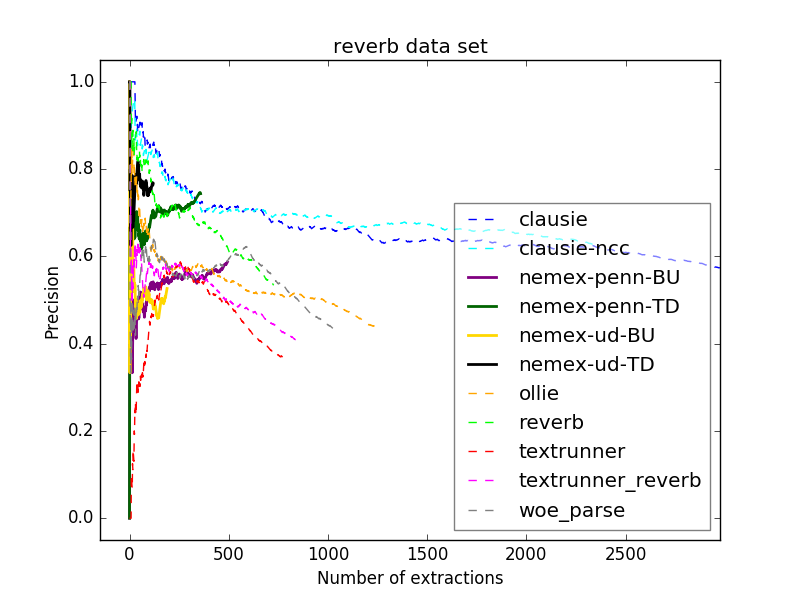 reverb data set
1.0
0.8
0.6
0.4
0.2
0.0
Precision
0 500 1000 1500 2000 2500
Number of extractions
clausie
clausie-ncc
nemex-penn-BU
nemex-penn-TD
nemex-ud-BU
nemex-ud-TD
ollie
reverb
textrunner
textrunner_reverb
woe_parse